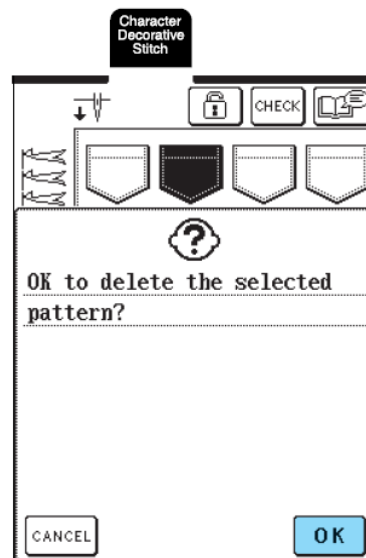 Character
Decorative
Stitch
CHECK
OK to delete the selected
pattern?
CANCEL
OK